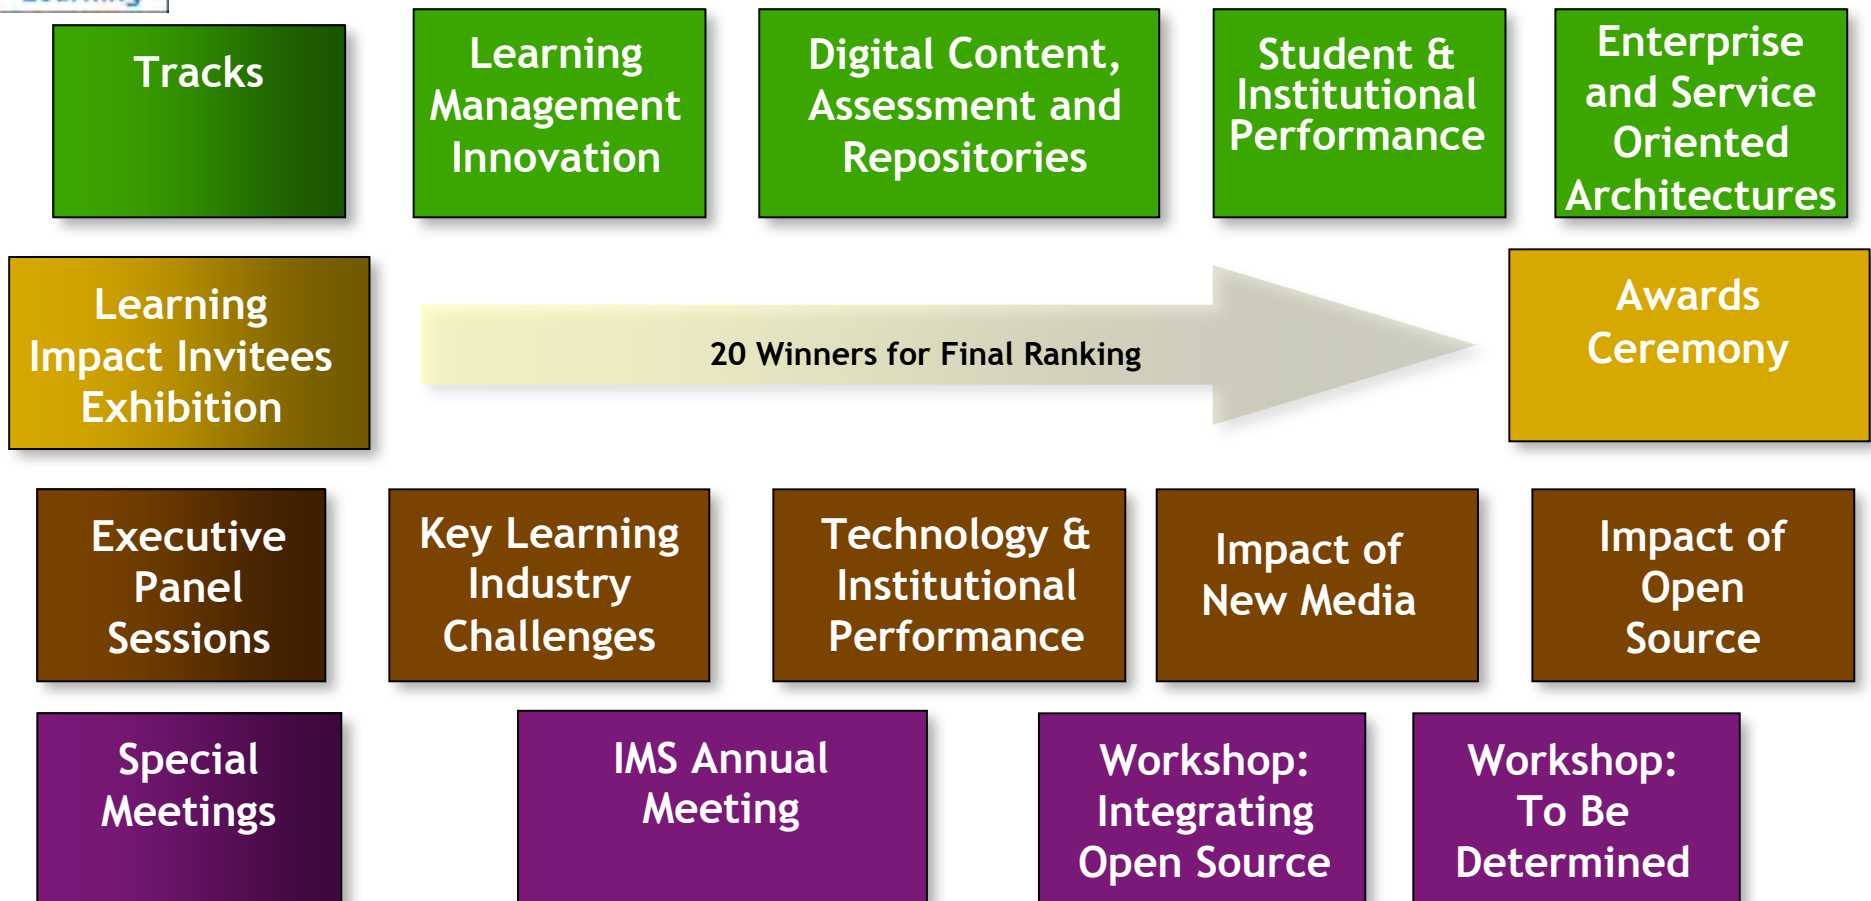 Learning
Tracks
Learning
Management
Innovation
Digital Content,
Assessment and
Repositories
Student &
Institutional
Performance
Enterprise
and Service
Oriented
Architectures
Learning
Impact Invitees
Exhibition
20 Winners for Final Ranking
Awards
Ceremony
Executive
Panel
Sessions
Key Learning
Industry
Challenges
Technology &
Institutional
Performance
Impact of
New Media
Impact of
Open
Source
Special
Meetings
IMS Annual
Meeting
Workshop:
Integrating
Open Source
Workshop:
To Be
Determined